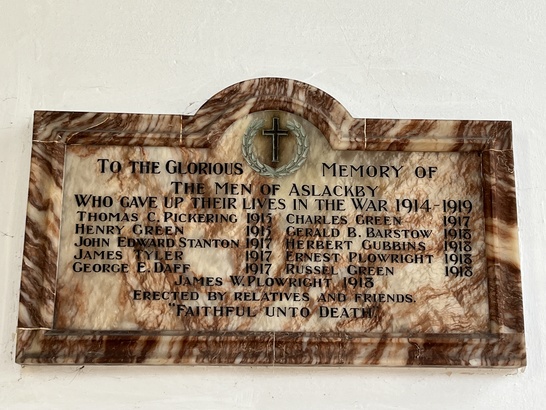 To the Glorious Memory of
The Men of Aslackby
Who gave up their lives in the War 1914-1919
Thomas C. Pickering 1915 Charles Green 1917
Henry Green 1915 Gerald B. Barstow 1918
John Edward Stanton 1917 Herbert Gubbins 1918
James Tyler 1917 Ernest Plowright 1918
George E. Daff 1917 Russel Green 1918
James W. Plowright 1918
Erected by relatives and friends.
"Faithful unto Death"